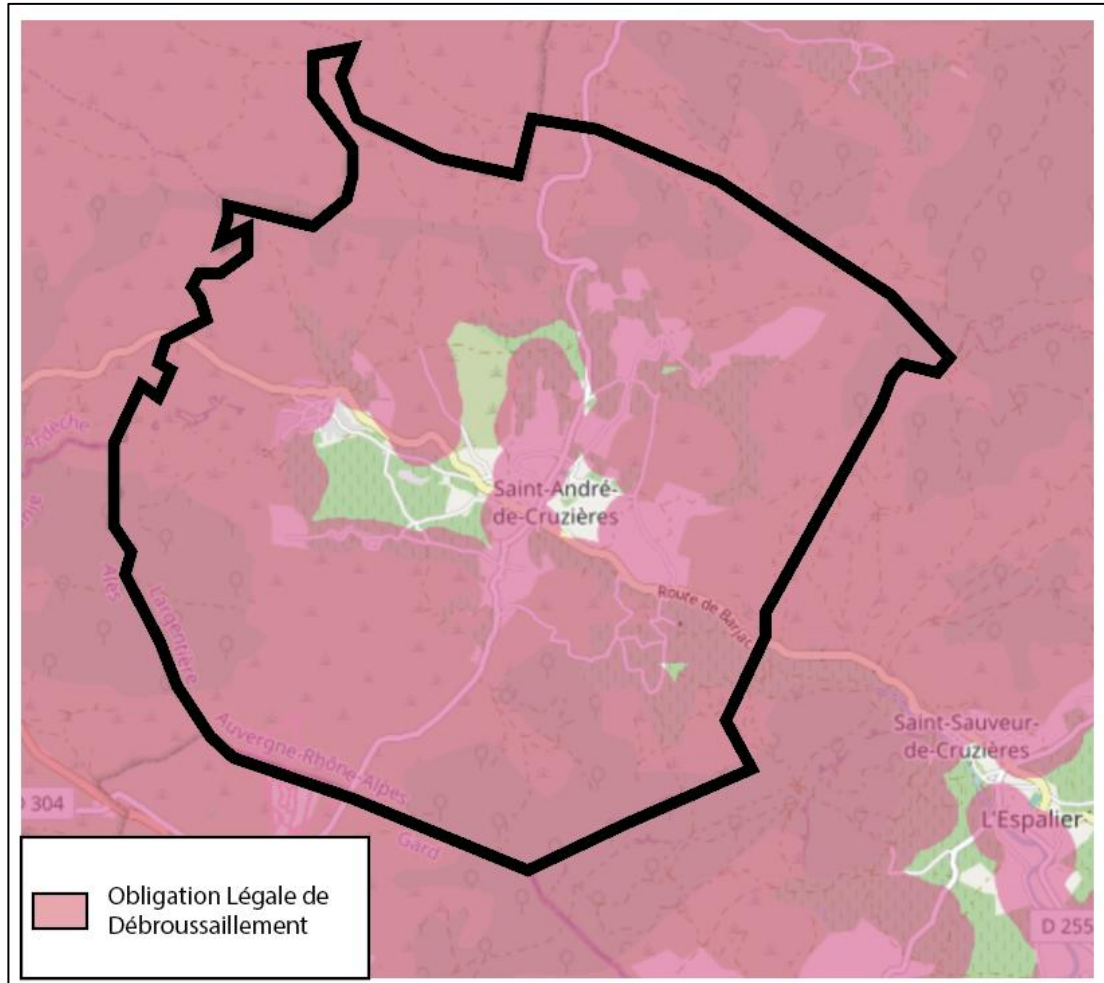 Ardèche
Saint-André-
de-Cruzières
Route de Barjac
Alès
Largentière
Auvergne-Rhône-Alpes
Gard
Saint-Sauveur-
de-Cruzières
L'Espalier
D 304
D 255
Obligation Légale de
Débroussaillement